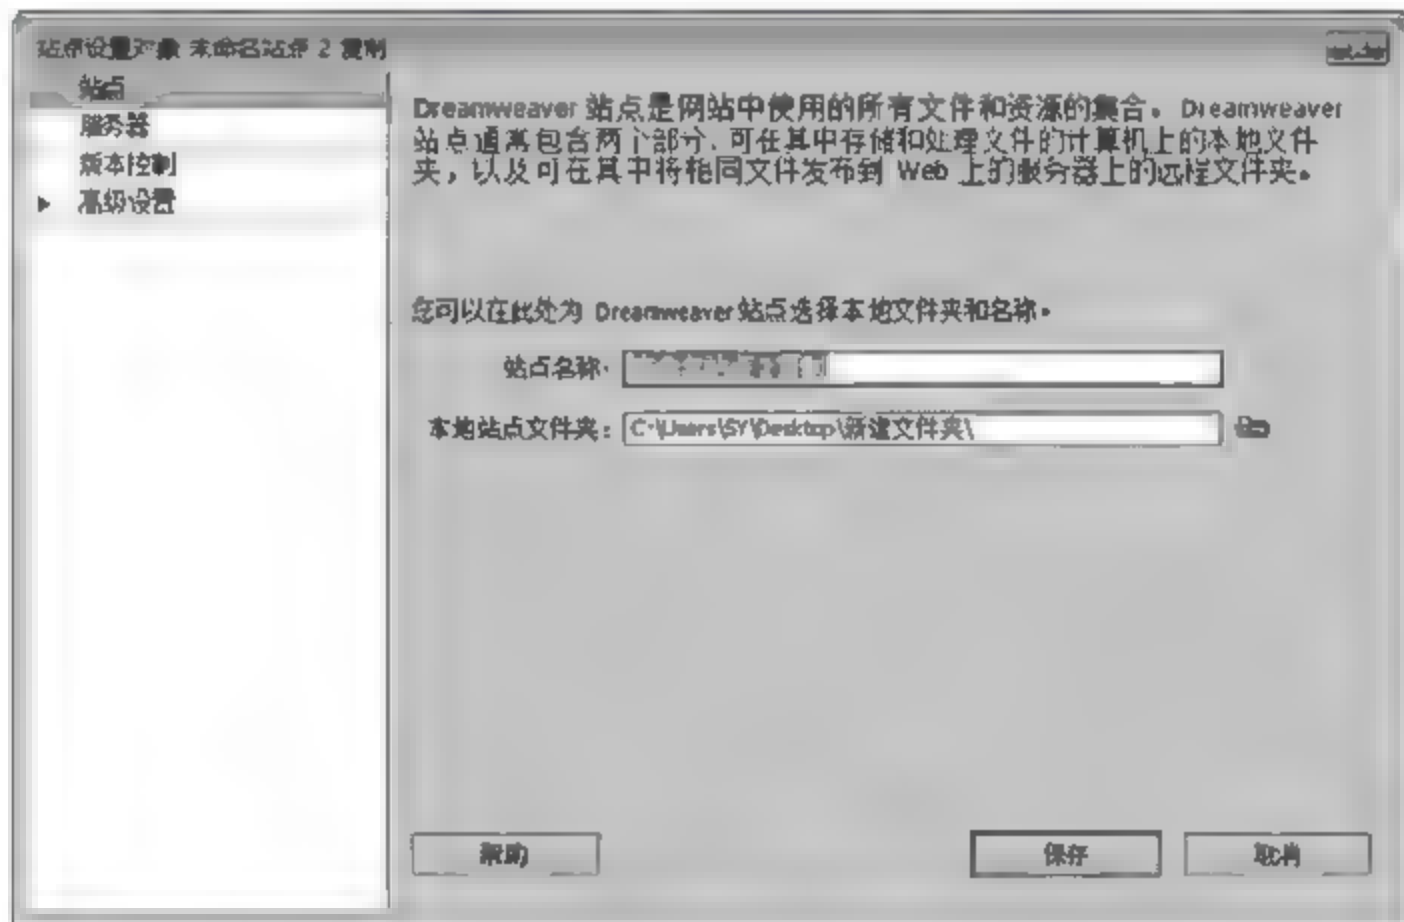 站点设置对象 未命名站点 2 复制
站点
服务器
版本控制
高级设置
Dreamweaver 站点是网站中使用的所有文件和资源的集合。Dreamweaver
站点通常包含两个部分,可在其中存储和处理文件的计算机上的本地文件
夹，以及可在其中将相同文件发布到 Web 上的服务器上的远程文件夹。
您可以在此处为 Dreamweaver 站点选择本地文件夹和名称。
站点名称:
本地站点文件夹: C:\Users\SY\Desktop\新建文件夹\
帮助
保存
取消